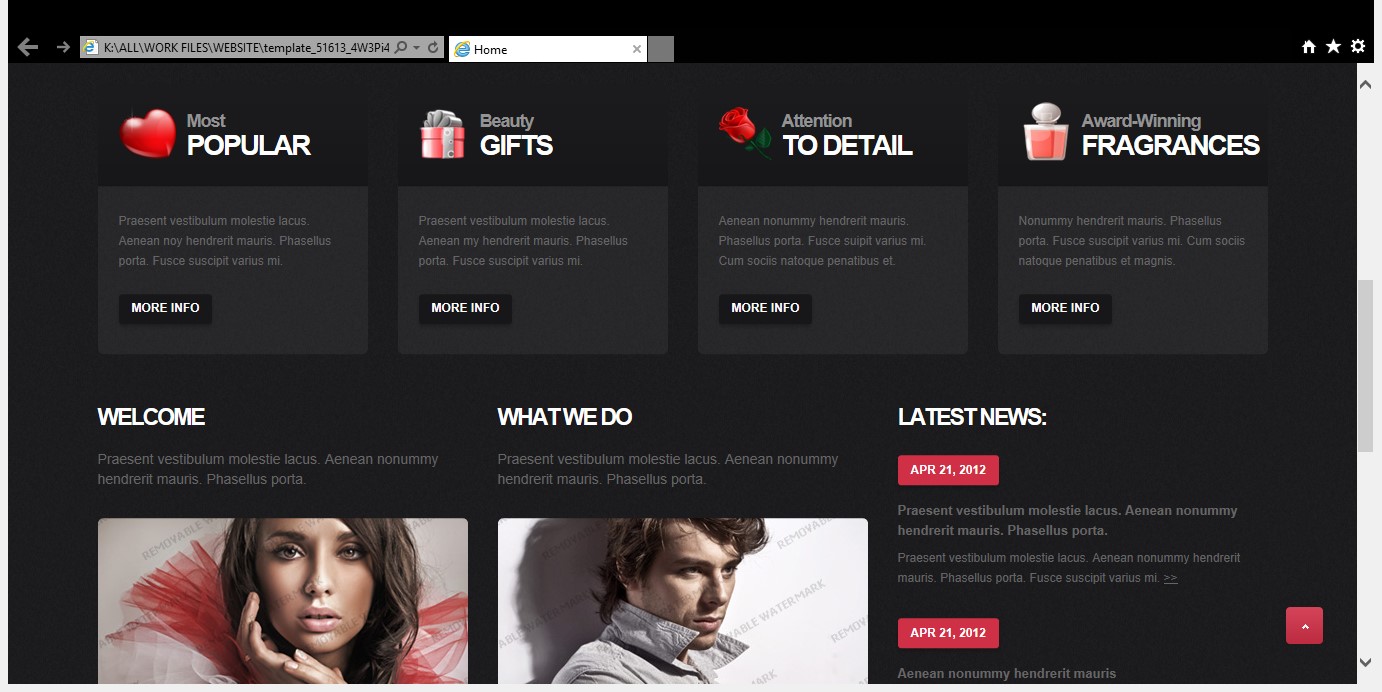 K:\ALL\WORK FILES\WEBSITE\template_51613_4W3Pi4
Home
Most
POPULAR
Beauty
GIFTS
Attention
TO DETAIL
Award-Winning
FRAGRANCES
Praesent vestibulum molestie lacus.
Aenean noy hendrerit mauris. Phasellus
porta. Fusce suscipit varius mi.
MORE INFO
Praesent vestibulum molestie lacus.
Aenean my hendrerit mauris. Phasellus
porta. Fusce suscipit varius mi.
MORE INFO
Aenean nonummy hendrerit mauris.
Phasellus porta. Fusce suipit varius mi.
Cum sociis natoque penatibus et.
MORE INFO
Nonummy hendrerit mauris. Phasellus
porta. Fusce suscipit varius mi. Cum sociis
natoque penatibus et magnis.
MORE INFO
WELCOME
Praesent vestibulum molestie lacus. Aenean nonummy
hendrerit mauris. Phasellus porta.
REMOVABLE WATER
WHAT WE DO
Praesent vestibulum molestie lacus. Aenean nonummy
hendrerit mauris. Phasellus porta.
REMOVABLE
ABLE WATERMARK
VABLE WATERMARK
REMOV
MARK
LATEST NEWS:
APR 21, 2012
Praesent vestibulum molestie lacus. Aenean nonummy
hendrerit mauris. Phasellus porta.
Praesent vestibulum molestie lacus. Aenean nonummy hendrerit
mauris. Phasellus porta. Fusce suscipit varius mi. >>
APR 21, 2012
Aenean nonummy hendrerit mauris